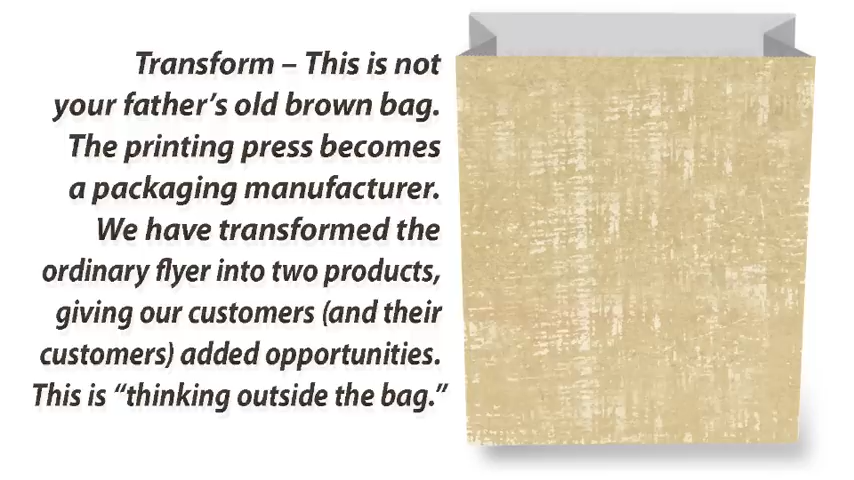 Transform – This is not
your father’s old brown bag.
The printing press becomes
a packaging manufacturer.
We have transformed the
ordinary flyer into two products,
giving our customers (and their
customers) added opportunities.
This is “thinking outside the bag.”